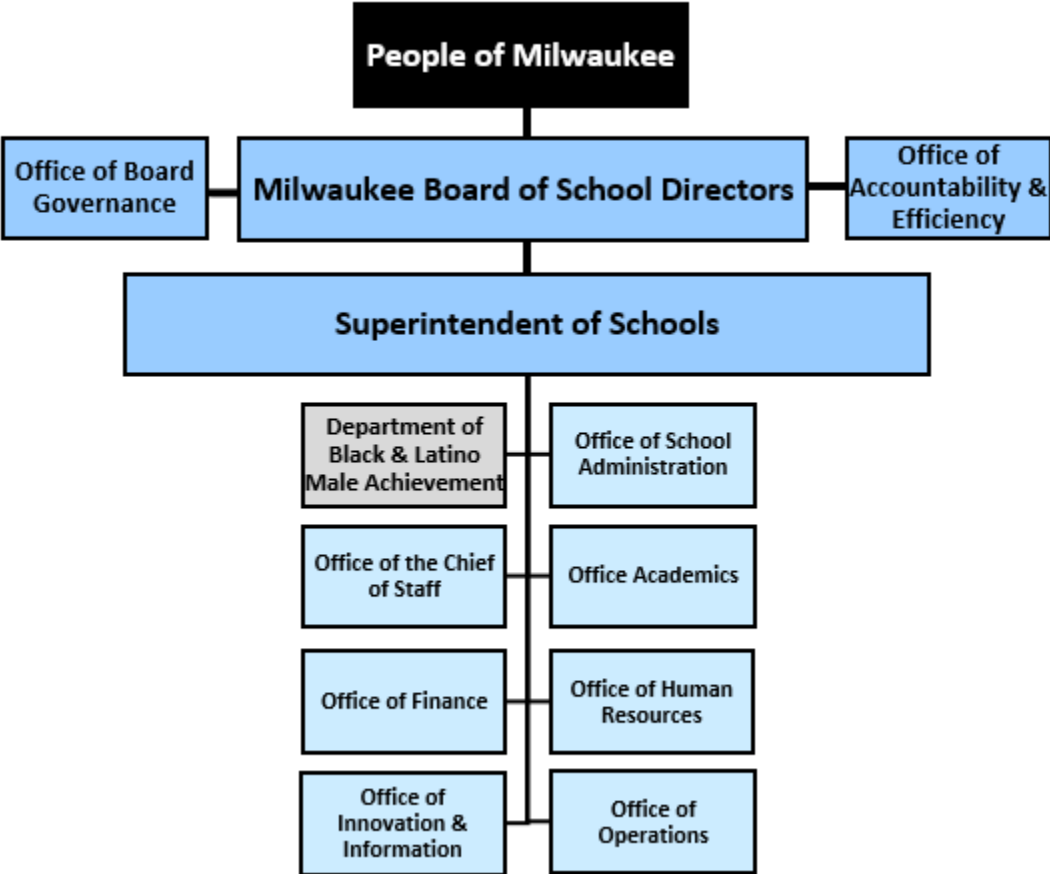 People of Milwaukee
Office of Board
Governance
Milwaukee Board of School Directors
Office of
Accountability &
Efficiency
Superintendent of Schools
Department of
Black & Latino
Male Achievement
Office of School
Administration
Office of the Chief
of Staff
Office Academics
Office of Finance
Office of Human
Resources
Office of
Innovation &
Information
Office of
Operations